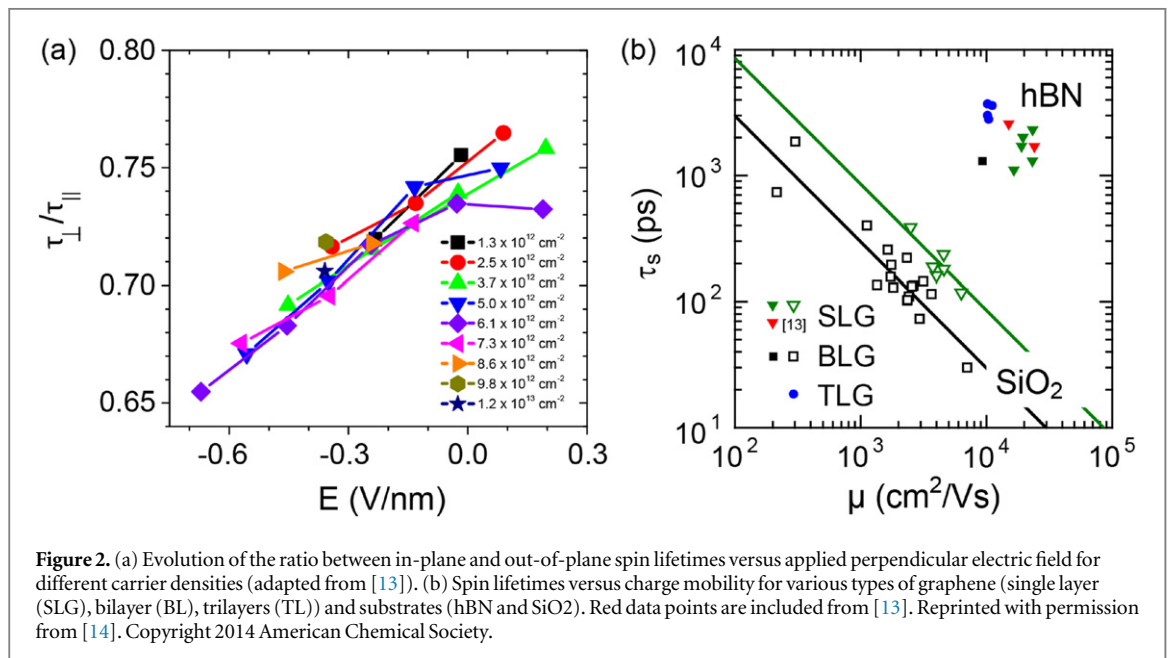 (a)
0.80
0.75
0.70
0.65
τ⊥/τ∥
-0.6
-0.3
0.0
0.3
E (V/nm)
1.3 x 10¹² cm⁻²
2.5 x 10¹² cm⁻²
3.7 x 10¹² cm⁻²
5.0 x 10¹² cm⁻²
6.1 x 10¹² cm⁻²
7.3 x 10¹² cm⁻²
8.6 x 10¹² cm⁻²
9.8 x 10¹² cm⁻²
1.2 x 10¹³ cm⁻²
(b)
10⁴
10³
10²
10¹
τs (ps)
hBN
SLG
[13]
BLG
TLG
SiO₂
10²
10³
10⁴
10⁵
µ (cm²/Vs)
Figure 2. (a) Evolution of the ratio between in-plane and out-of-plane spin lifetimes versus applied perpendicular electric field for
different carrier densities (adapted from [13]). (b) Spin lifetimes versus charge mobility for various types of graphene (single layer
(SLG), bilayer (BL), trilayers (TL)) and substrates (hBN and SiO2). Red data points are included from [13]. Reprinted with permission
from [14]. Copyright 2014 American Chemical Society.